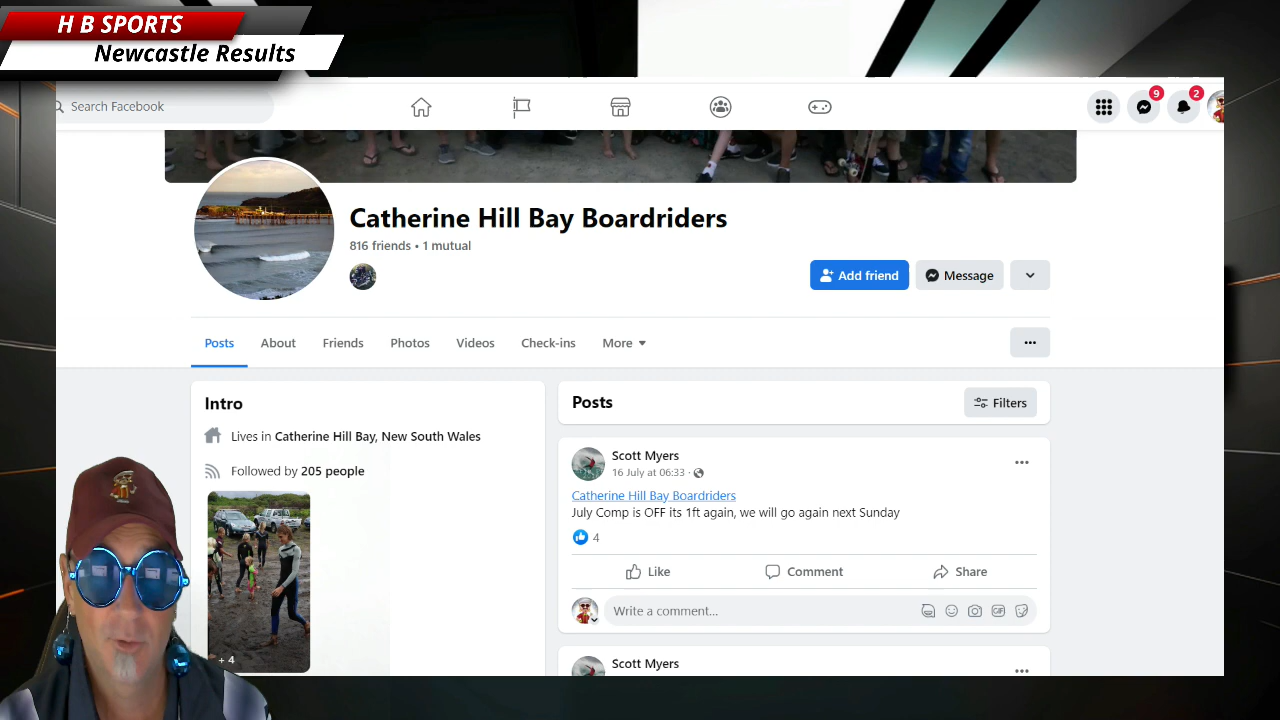 H B SPORTS
Newcastle Results
Search Facebook
9
2
Catherine Hill Bay Boardriders
816 friends • 1 mutual
Add friend
Message
Posts
About
Friends
Photos
Videos
Check-ins
More
Intro
Lives in Catherine Hill Bay, New South Wales
Followed by 205 people
+ 4
Posts
Filters
Scott Myers
16 July at 06:33 ·
Catherine Hill Bay Boardriders
July Comp is OFF its 1ft again, we will go again next Sunday
4
Like
Comment
Share
Write a comment...
GIF
Scott Myers